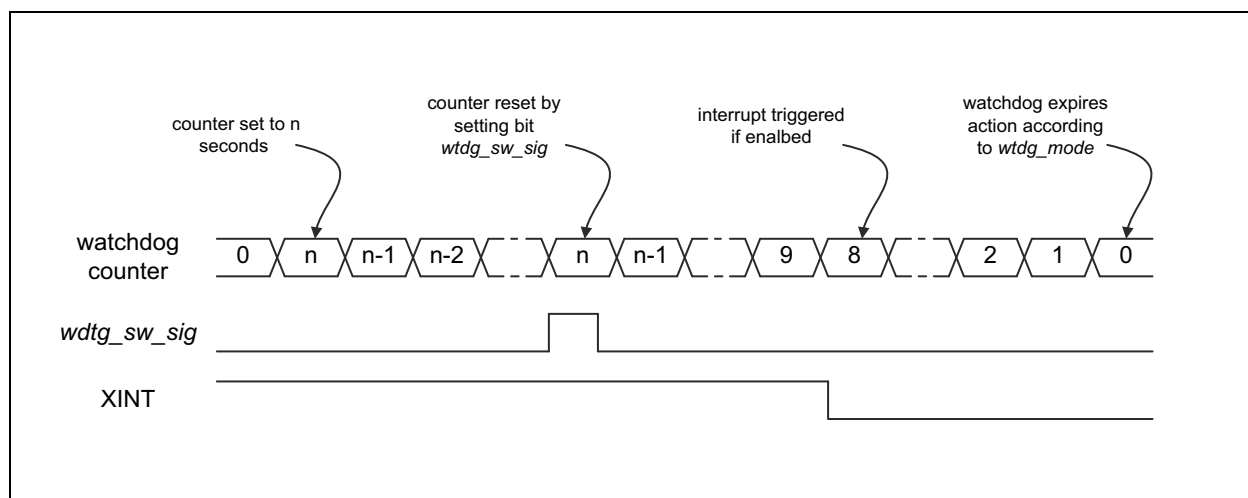 counter set to n
seconds
counter reset by
setting bit
wtdg_sw_sig
interrupt triggered
if enalbed
watchdog expires
action according
to wtdg_mode
watchdog
counter
0 n n-1 n-2 n n-1 9 8 2 1 0
wdtg_sw_sig
XINT